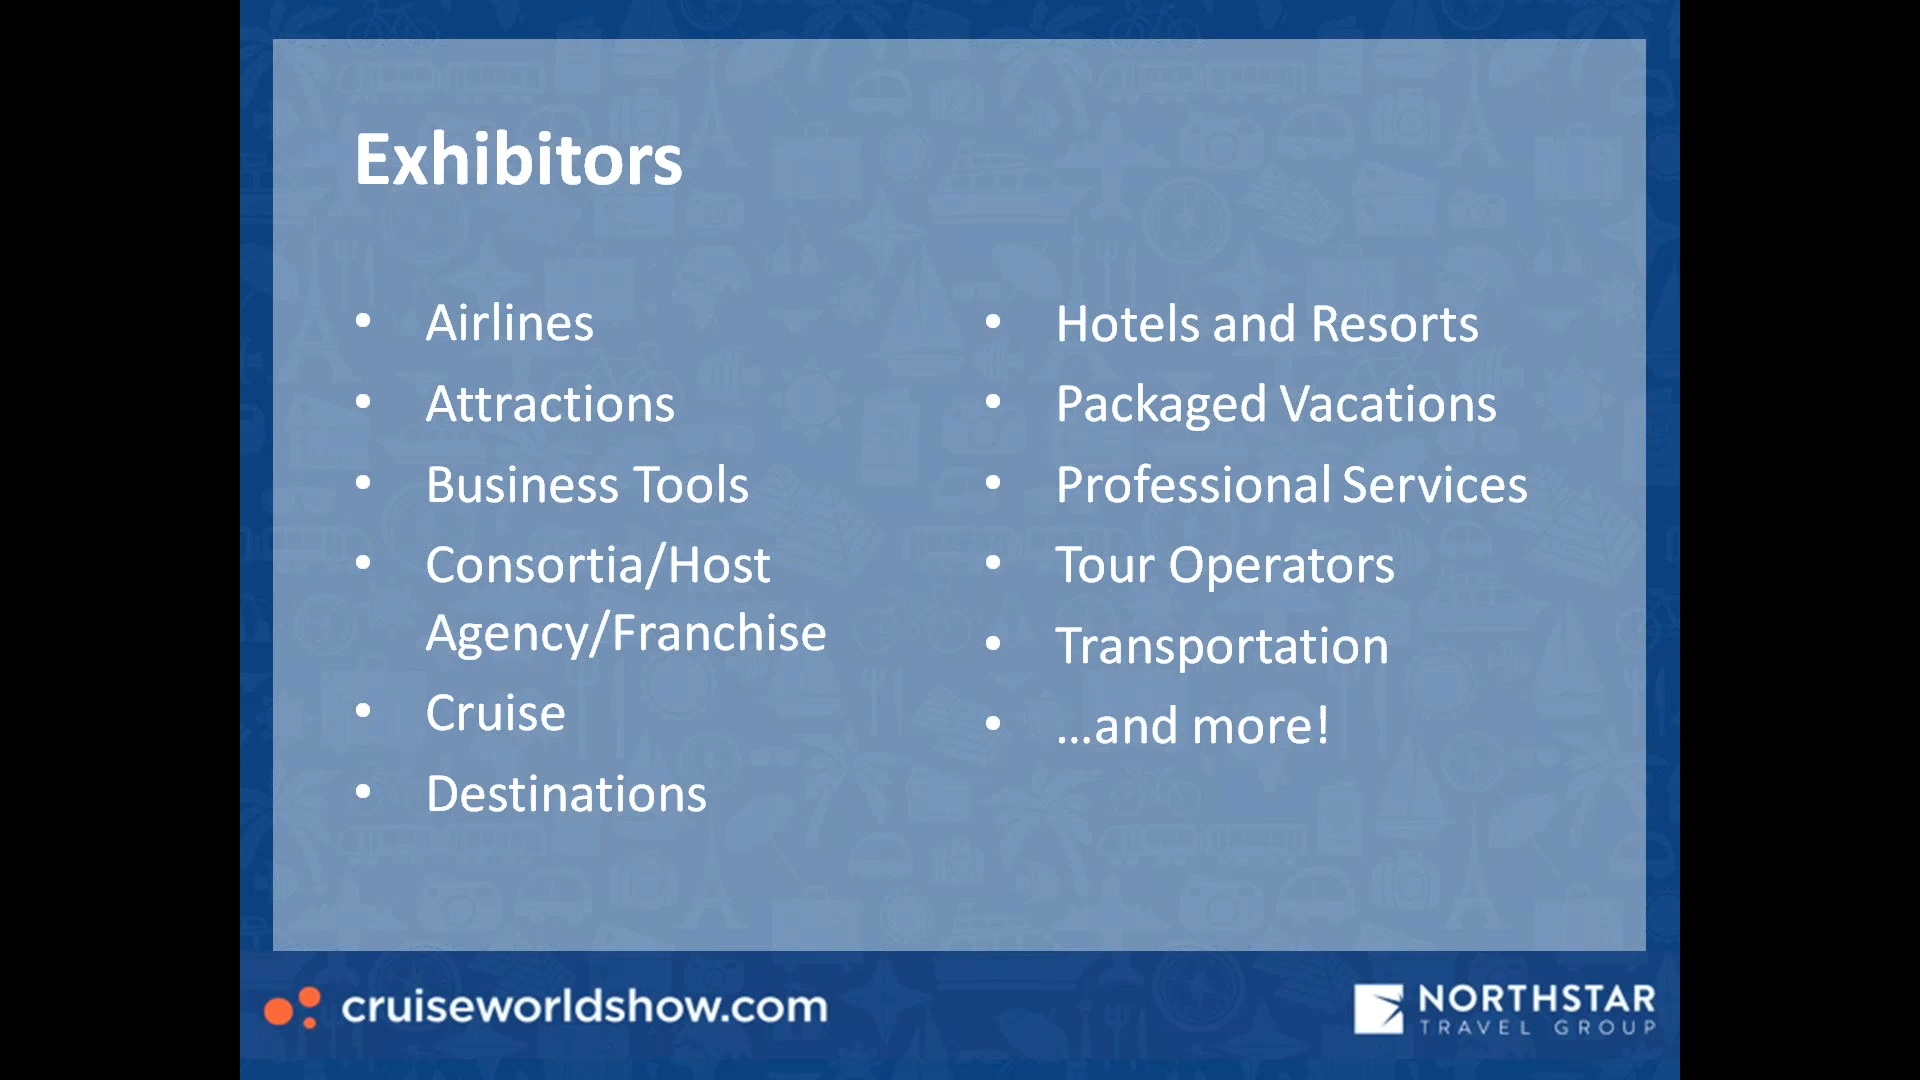 Exhibitors
• Airlines
• Attractions
• Business Tools
• Consortia/Host
Agency/Franchise
• Cruise
• Destinations
• Hotels and Resorts
• Packaged Vacations
• Professional Services
• Tour Operators
• Transportation
• …and more!
cruiseworldshow.com
NORTHSTAR
TRAVEL GROUP